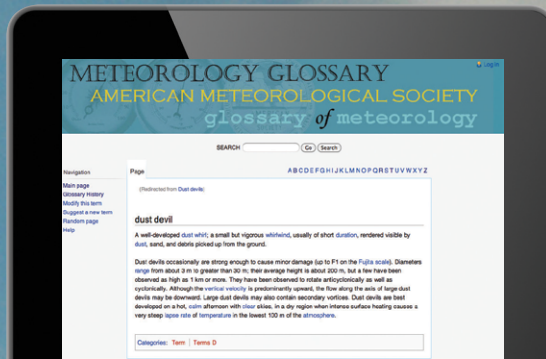 Log in
METEOROLOGY GLOSSARY
AMERICAN METEOROLOGICAL SOCIETY
glossary of meteorology
SEARCH Go Search
Navigation
Main page
Glossary History
Modify this term
Suggest a new term
Random page
Help
Page
A B C D E F G H I J K L M N O P Q R S T U V W X Y Z
(Redirected from Dust devils)
dust devil
A well-developed dust whirl; a small but vigorous whirlwind, usually of short duration, rendered visible by
dust, sand, and debris picked up from the ground.
Dust devils occasionally are strong enough to cause minor damage (up to F1 on the Fujita scale). Diameters
range from about 3 m to greater than 30 m; their average height is about 200 m, but a few have been
observed as high as 1 km or more. They have been observed to rotate anticyclonically as well as
cyclonically. Although the vertical velocity is predominantly upward, the flow along the axis of large dust
devils may be downward. Large dust devils may also contain secondary vortices. Dust devils are best
developed on a hot, calm afternoon with clear skies, in a dry region when intense surface heating causes a
very steep lapse rate of temperature in the lowest 100 m of the atmosphere.
Categories: Term | Terms D